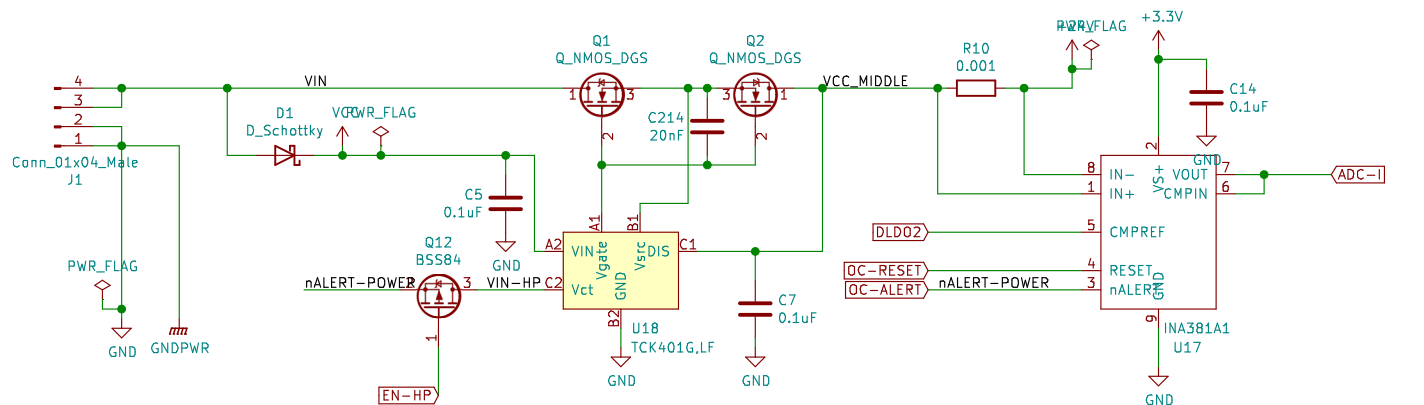 4
3
2
1
Conn_01x04_Male
J1
PWR_FLAG
GND
GNDPWR
VIN
D1
D_Schottky
VCC
PWR_FLAG
C5
0.1uF
GND
Q12
BSS84
nALERT-POWER
2
3
1
VIN-HP
EN-HP
Q1
Q_NMOS_DGS
1
3
2
C214
20nF
Q2
Q_NMOS_DGS
3
1
2
VCC_MIDDLE
A1
B1
A2
VIN
Vgate
Vsrc
DIS
C1
C2
Vct
GND
B2
U18
TCK401G,LF
GND
C7
0.1uF
GND
R10
0.001
PWR_FLAG
+3.3V
C14
0.1uF
GND
2
VS+
8
IN-
1
IN+
5
CMPREF
4
RESET
3
nALERT
GND
9
VOUT
7
CMPIN
6
ADC-I
DLDO2
OC-RESET
OC-ALERT
nALERT-POWER
INA381A1
U17
GND